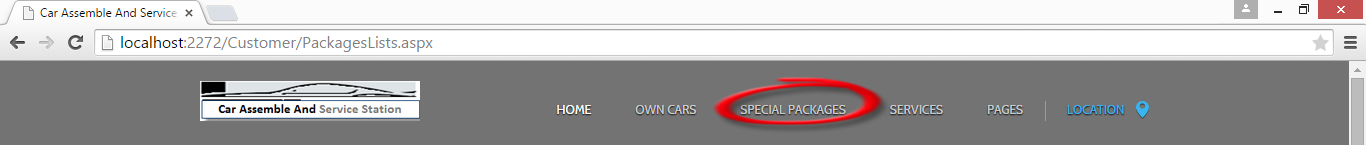 Car Assemble And Service
localhost:2272/Customer/PackagesLists.aspx
Car Assemble And Service Station
HOME OWN CARS SPECIAL PACKAGES SERVICES PAGES LOCATION